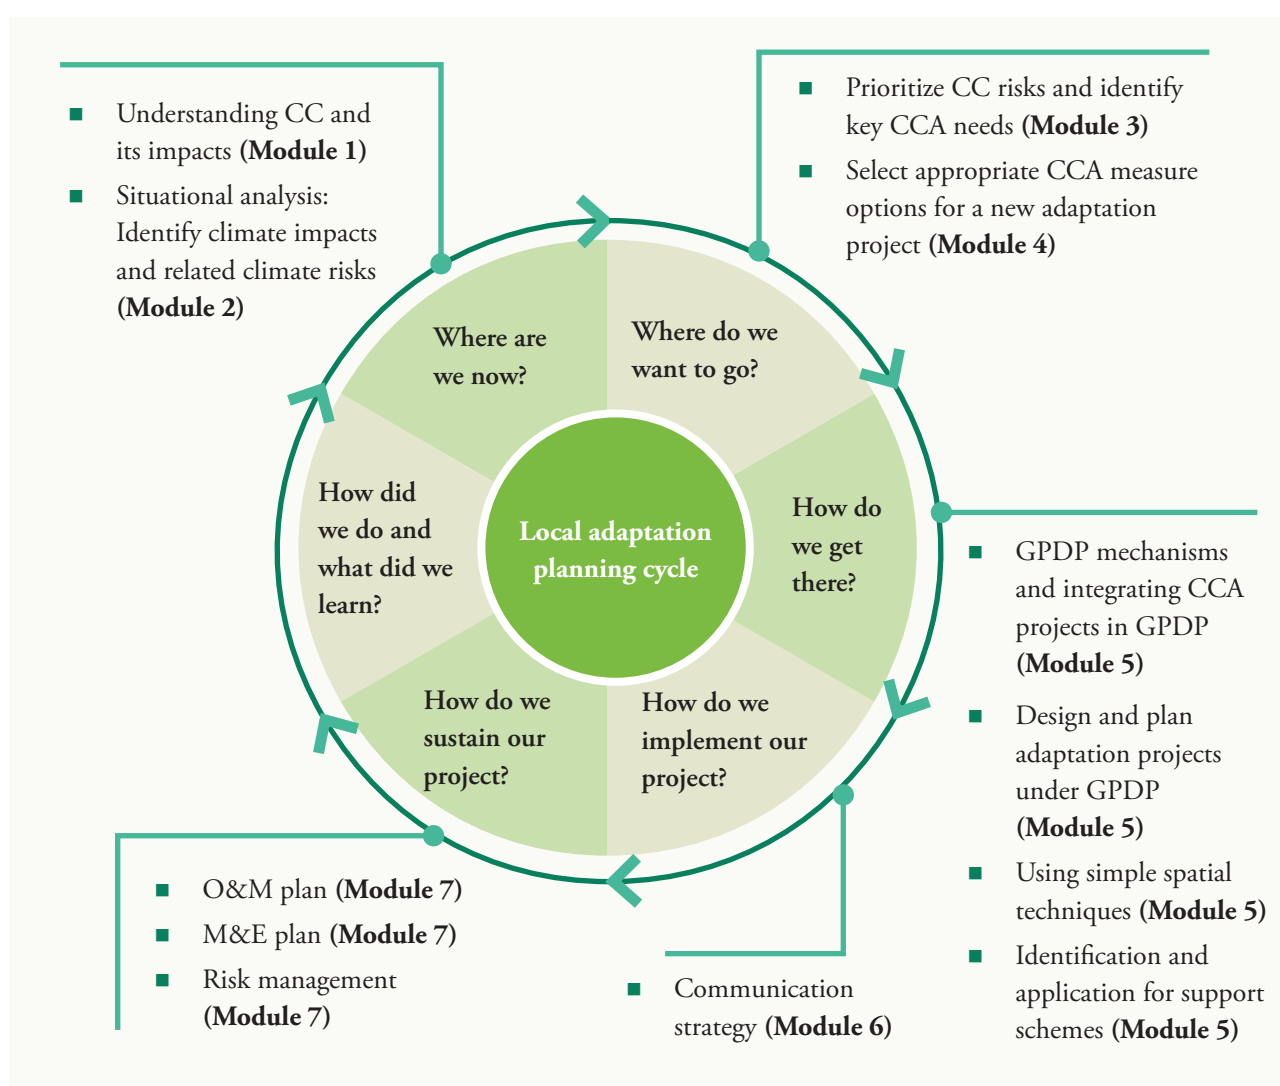 Understanding CC and
its impacts (Module 1)
Situational analysis:
Identify climate impacts
and related climate risks
(Module 2)
Prioritize CC risks and identify
key CCA needs (Module 3)
Select appropriate CCA measure
options for a new adaptation
project (Module 4)
Where are
we now?
Where do we
want to go?
How do
we get
there?
How do we
implement our
project?
How do we
sustain our
project?
How did
we do and
what did we
learn?
Local adaptation
planning cycle
GPDP mechanisms
and integrating CCA
projects in GPDP
(Module 5)
Design and plan
adaptation projects
under GPDP
(Module 5)
Using simple spatial
techniques (Module 5)
Identification and
application for support
schemes (Module 5)
Communication
strategy (Module 6)
O&M plan (Module 7)
M&E plan (Module 7)
Risk management
(Module 7)